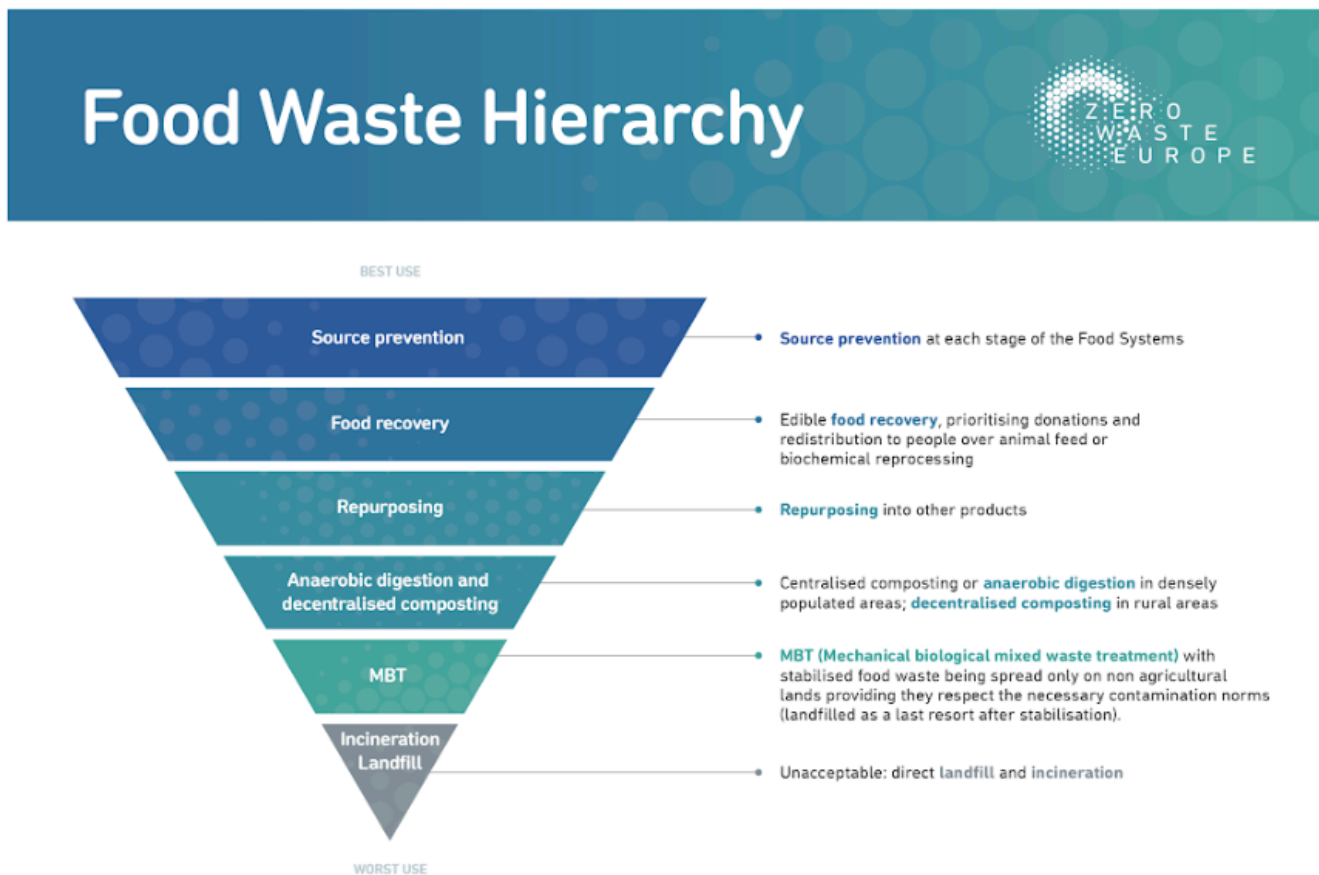 Food Waste Hierarchy
ZERO
WASTE
EUROPE
BEST USE
Source prevention
Source prevention at each stage of the Food Systems
Food recovery
Edible food recovery, prioritising donations and
redistribution to people over animal feed or
biochemical reprocessing
Repurposing
Repurposing into other products
Anaerobic digestion and
decentralised composting
Centralised composting or anaerobic digestion in densely
populated areas; decentralised composting in rural areas
MBT
MBT (Mechanical biological mixed waste treatment) with
stabilised food waste being spread only on non agricultural
lands providing they respect the necessary contamination norms
(landfilled as a last resort after stabilisation).
Incineration
Landfill
Unacceptable: direct landfill and incineration
WORST USE